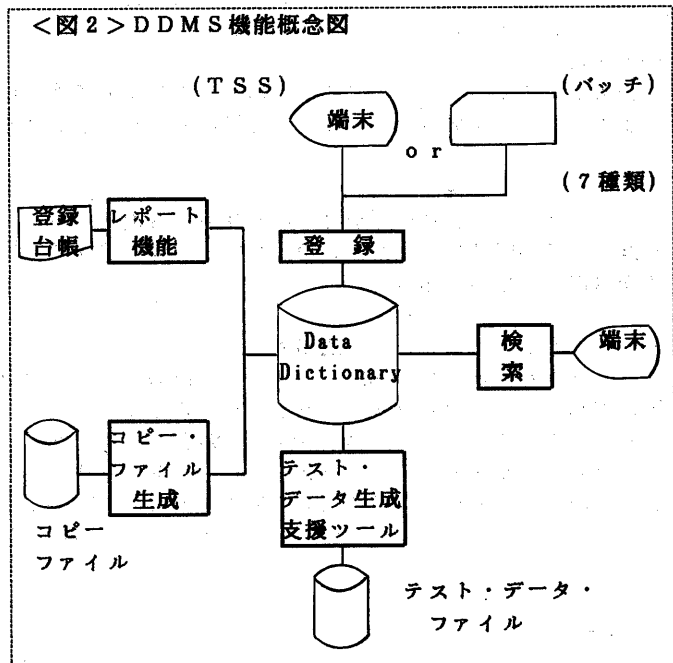 ＜図２＞ＤＤＭＳ機能概念図
(ＴＳＳ)
(バッチ)
端末
ｏｒ
(７種類)
登録
台帳
レポート
機能
登　録
Data
Dictionary
検
索
端末
コピー・
ファイル
生成
テスト・
データ生成
支援ツール
コピー
ファイル
テスト・データ・
ファイル